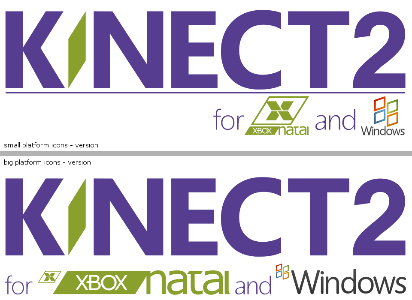 KINECT2
for XBOX natal and Windows
small platform icons - version
big platform icons - version
KINECT2
for XBOX natal and Windows